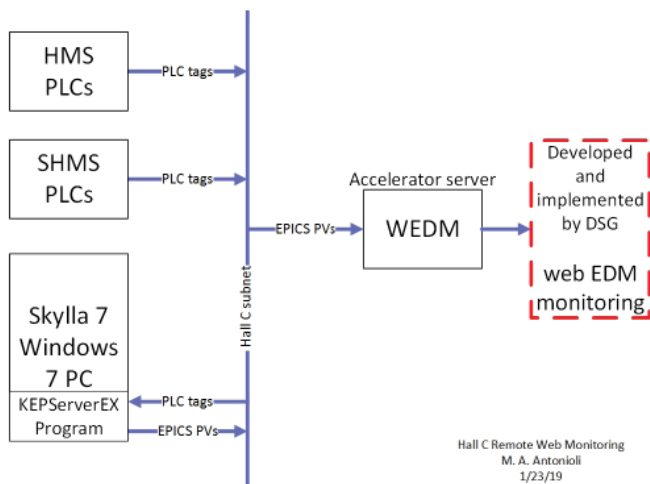 HMS
PLCs
PLC tags
SHMS
PLCs
PLC tags
Skylla 7
Windows
7 PC
KEPServerEX
Program
PLC tags
EPICS PVs
Hall C subnet
EPICS PVs
Accelerator server
WEDM
Developed
and
implemented
by DSG
web EDM
monitoring
Hall C Remote Web Monitoring
M. A. Antonioli
1/23/19